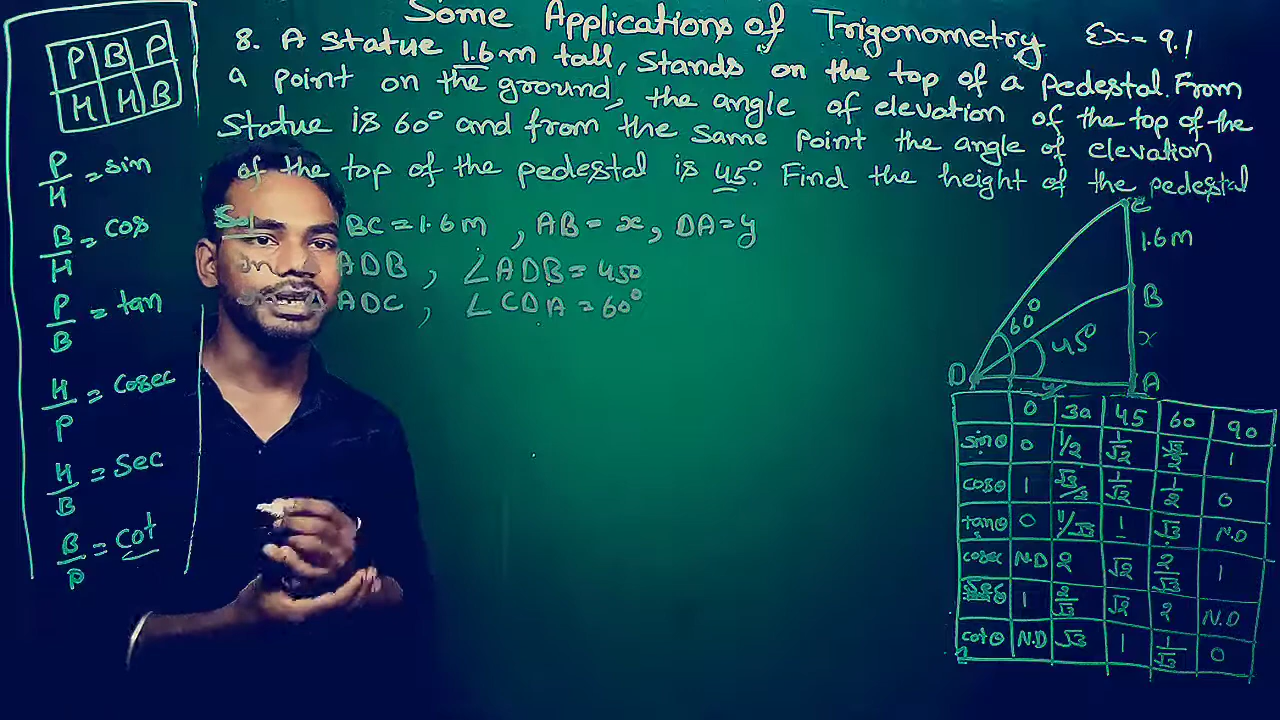 Some Applications of Trigonometry Ex = 9.1
P B P
H H B
P/H = sin
B/H = cos
P/B = tan
H/P = Cosec
H/B = Sec
B/P = cot
8. A statue 1.6m tall, Stands on the top of a pedestal. From
a point on the ground, the angle of elevation of the top of the
Statue is 60° and from the same point the angle of elevation
of the top of the pedestal is 45°. Find the height of the pedestal
Sol BC = 1.6m , AB = x, DA = y
In ADB , ∠ADB = 450
ADC , ∠CDA = 60°
C
1.6m
B
x
A
y
D
60°
45°
0 30 45 60 90
sinθ 0 1/2 1/√2 √3/2 1
cosθ 1 √3/2 1/√2 1/2 0
tanθ 0 1/√3 1 √3 N.D
cosec N.D 2 √2 2/√3 1
Sec 1 2/√3 √2 2 N.D
cotθ N.D √3 1 1/√3 0